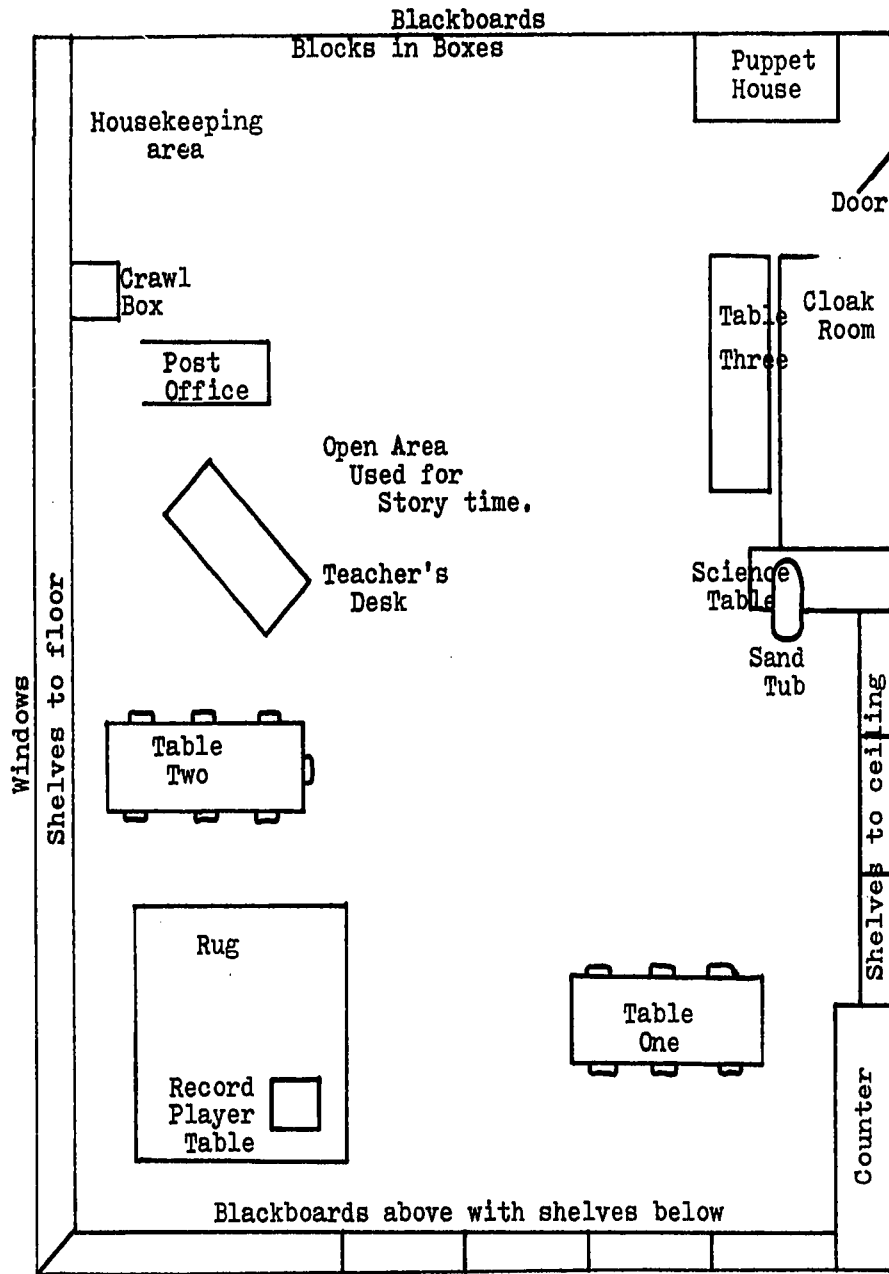 Blackboards
Blocks in Boxes
Puppet
House
Housekeeping
area
Door
Crawl
Box
Cloak
Room
Table
Three
Post
Office
Open Area
Used for
Story time.
Teacher's
Desk
Science
Table
Sand
Tub
Windows
Shelves to floor
Shelves to ceiling
Table
Two
Rug
Table
One
Record
Player
Table
Counter
Blackboards above with shelves below